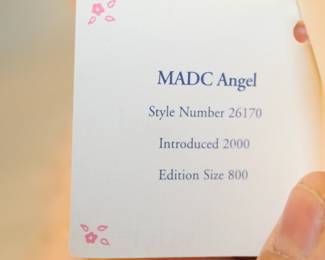 MADC Angel
Style Number 26170
Introduced 2000
Edition Size 800